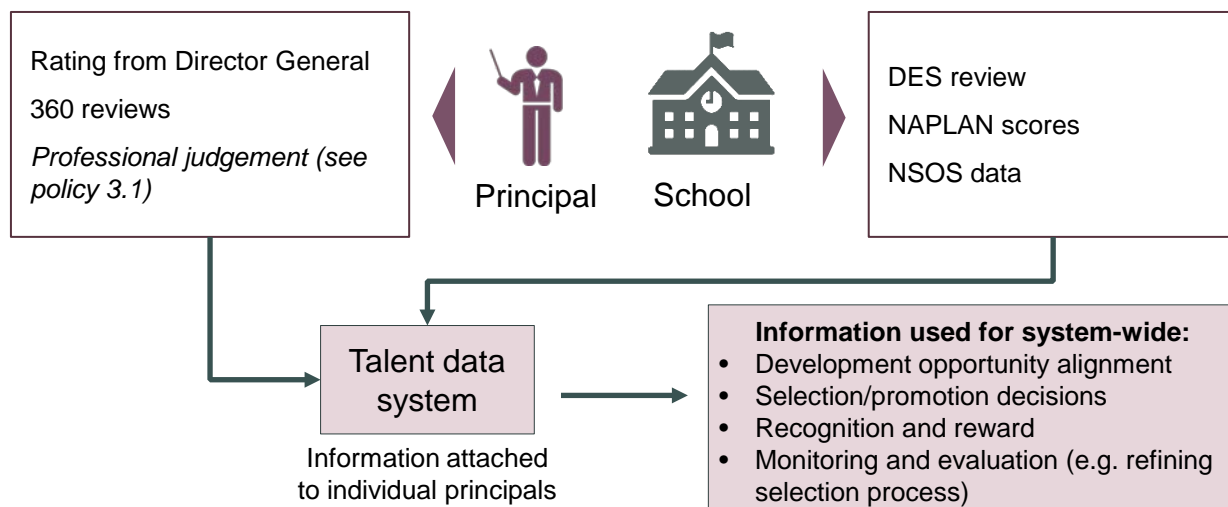 Rating from Director General
360 reviews
Professional judgement (see
policy 3.1)
Principal
School
DES review
NAPLAN scores
NSOS data
Talent data
system
Information attached
to individual principals
Information used for system-wide:
• Development opportunity alignment
• Selection/promotion decisions
• Recognition and reward
• Monitoring and evaluation (e.g. refining
selection process)